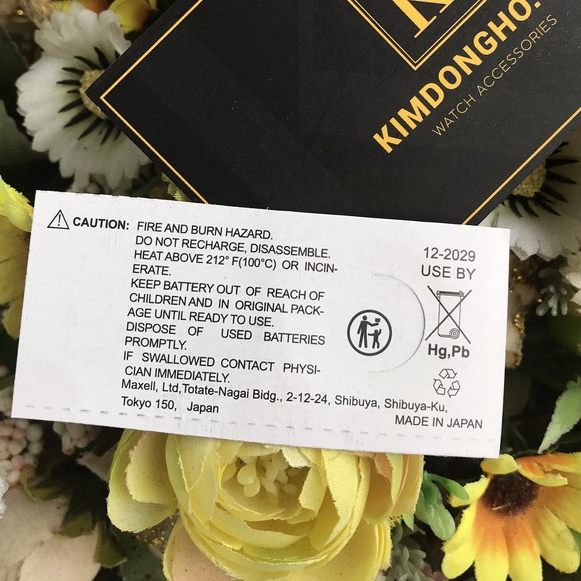 KIMDONGHO.
WATCH ACCESSORIES
CAUTION: FIRE AND BURN HAZARD.
DO NOT RECHARGE, DISASSEMBLE.
HEAT ABOVE 212° F(100°C) OR INCIN-
ERATE.
KEEP BATTERY OUT OF REACH OF
CHILDREN AND IN ORIGINAL PACK-
AGE UNTIL READY TO USE.
DISPOSE OF USED BATTERIES
PROMPTLY.
IF SWALLOWED CONTACT PHYSI-
CIAN IMMEDIATELY.
Maxell, Ltd,Totate-Nagai Bidg., 2-12-24, Shibuya, Shibuya-Ku,
Tokyo 150, Japan
12-2029
USE BY
Hg,Pb
MADE IN JAPAN